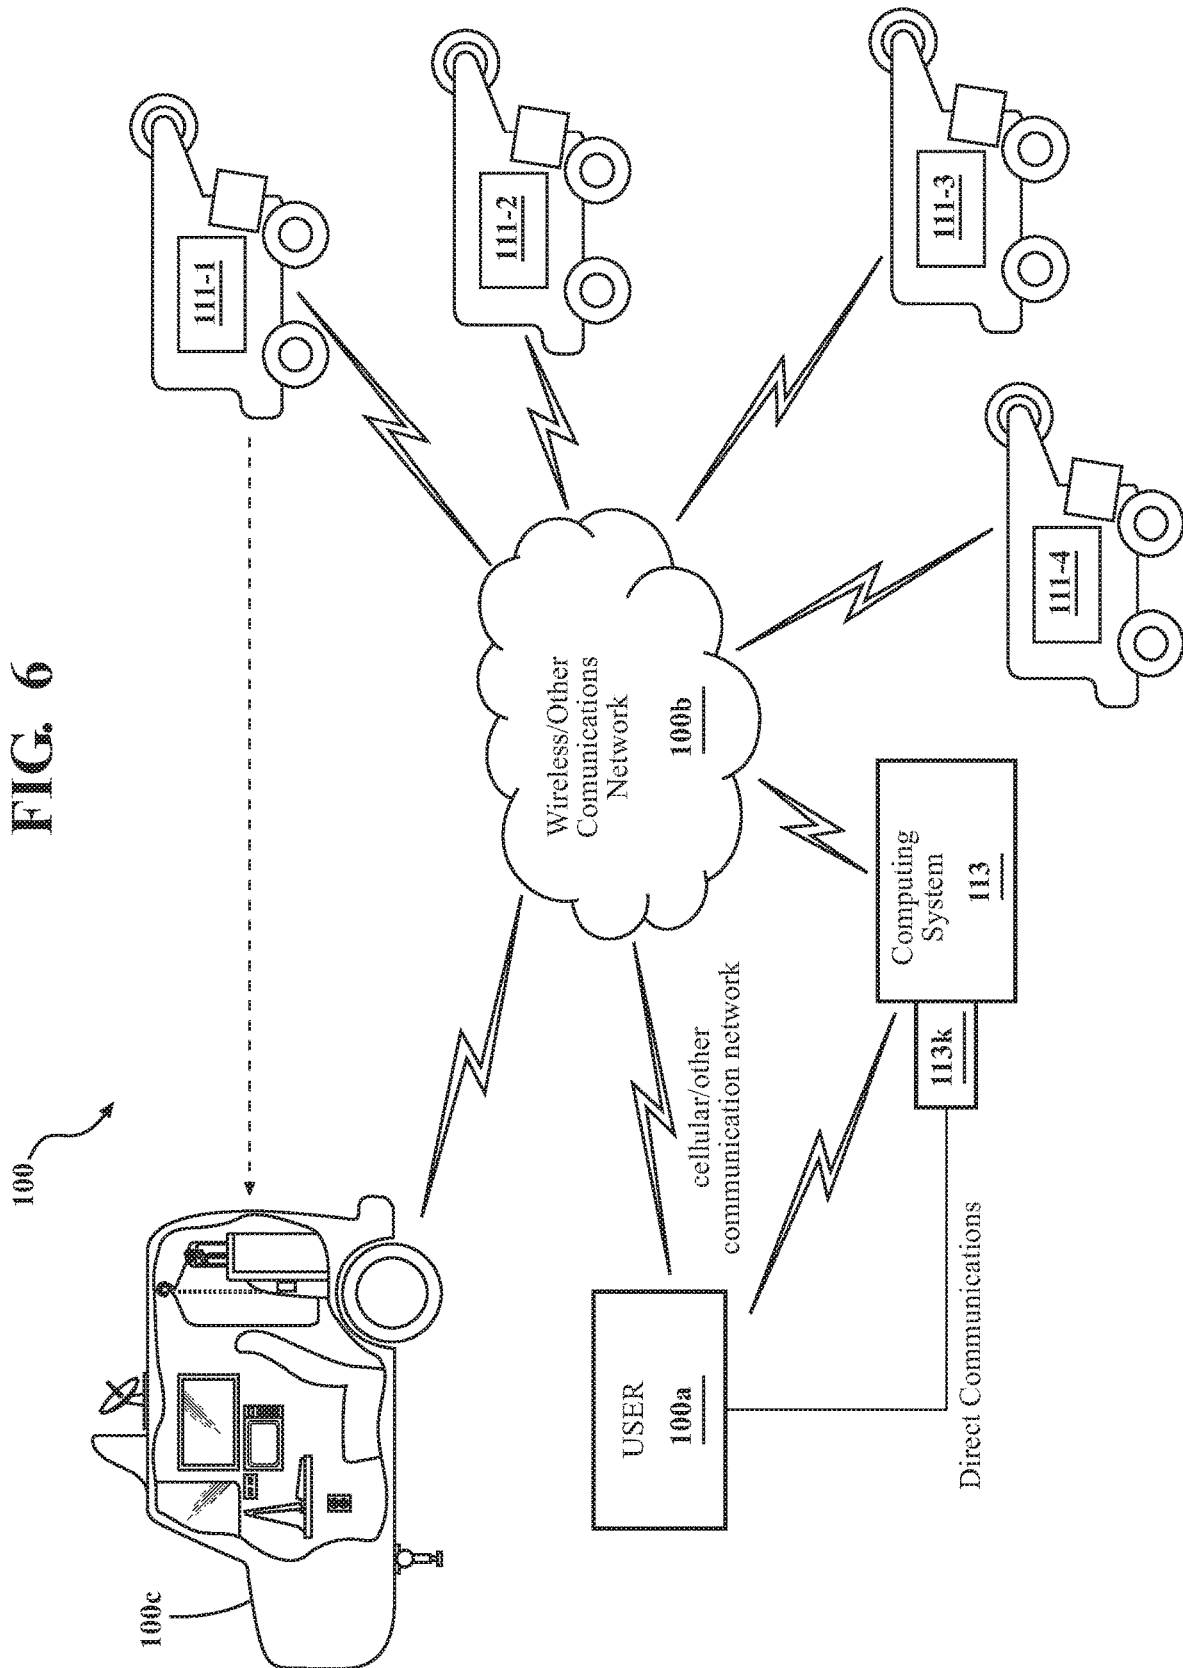 FIG. 6
100
100c
111-1
111-2
111-3
111-4
Wireless/Other
Comunications
Network
100b
cellular/other
communication network
USER
100a
Computing
System
113
113k
Direct Communications